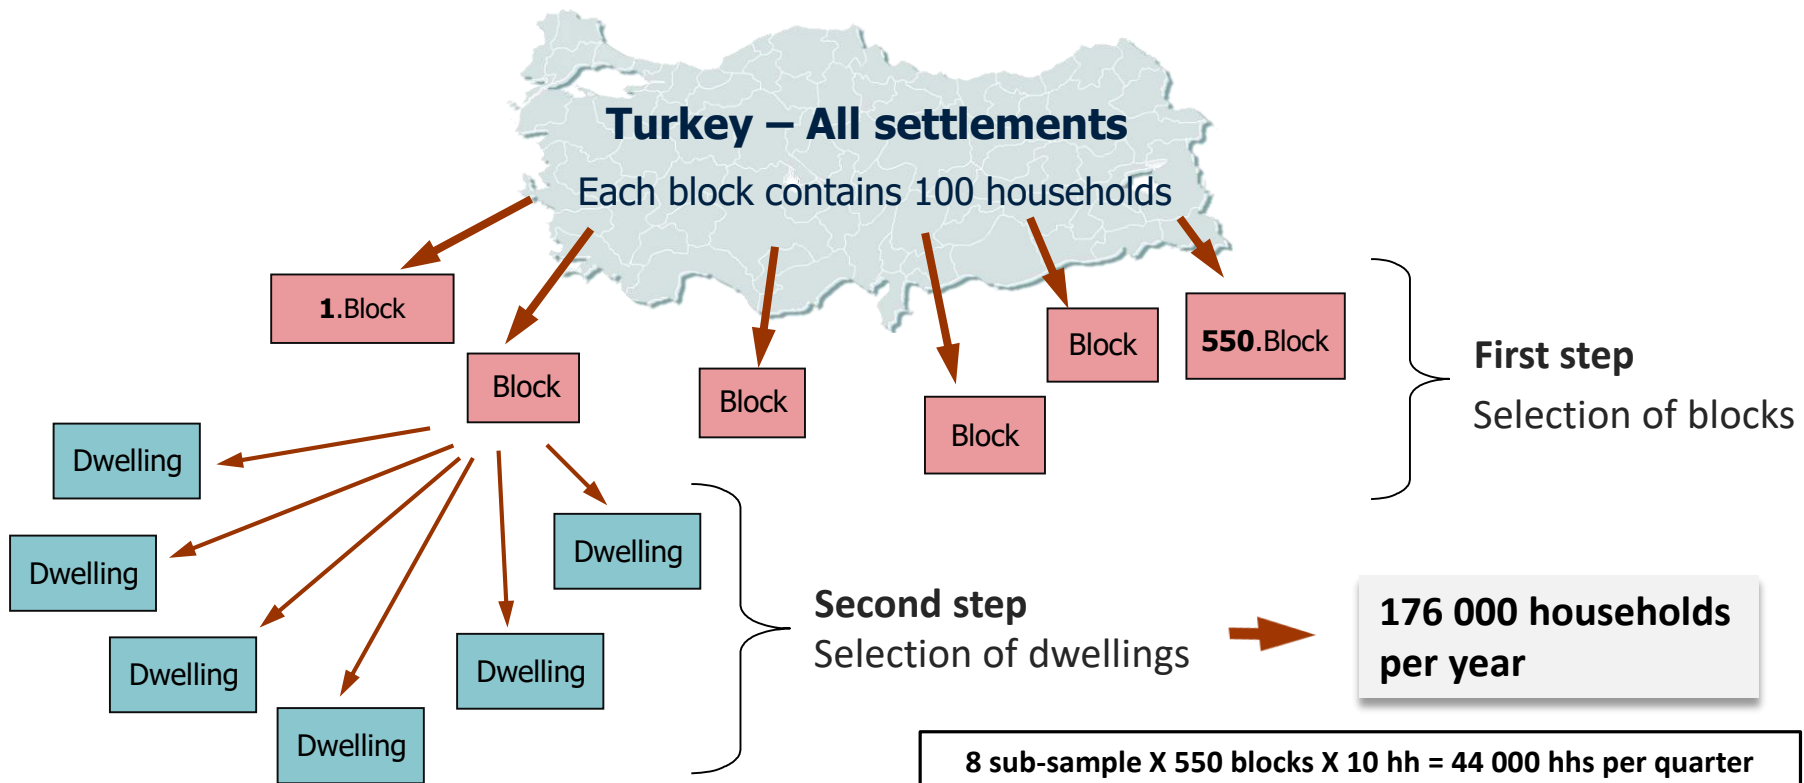 Turkey – All settlements
Each block contains 100 households
1.Block
Block
Block
Block
Block
550.Block
First step
Selection of blocks
Dwelling
Dwelling
Dwelling
Dwelling
Dwelling
Dwelling
Second step
Selection of dwellings
176 000 households
per year
8 sub-sample X 550 blocks X 10 hh = 44 000 hhs per quarter